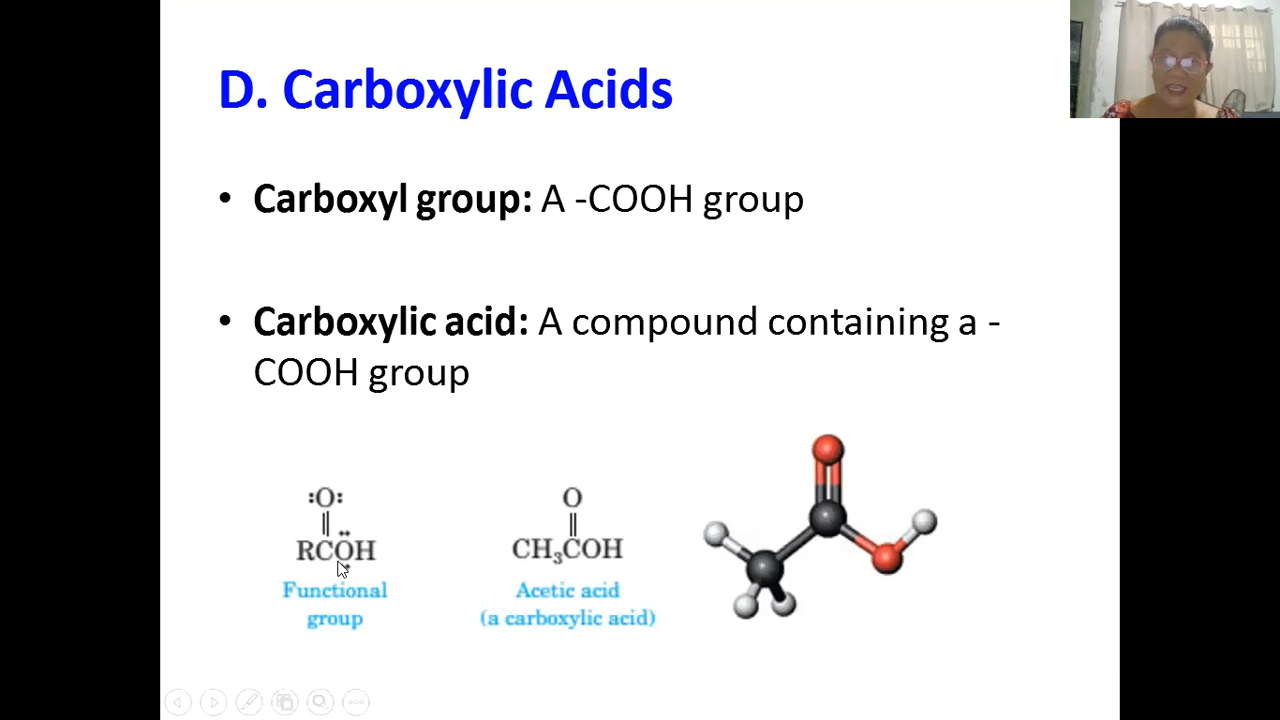 D. Carboxylic Acids
• Carboxyl group: A -COOH group
• Carboxylic acid: A compound containing a -
COOH group
:O:
||
RCOH
Functional
group
O
||
CH₃COH
Acetic acid
(a carboxylic acid)